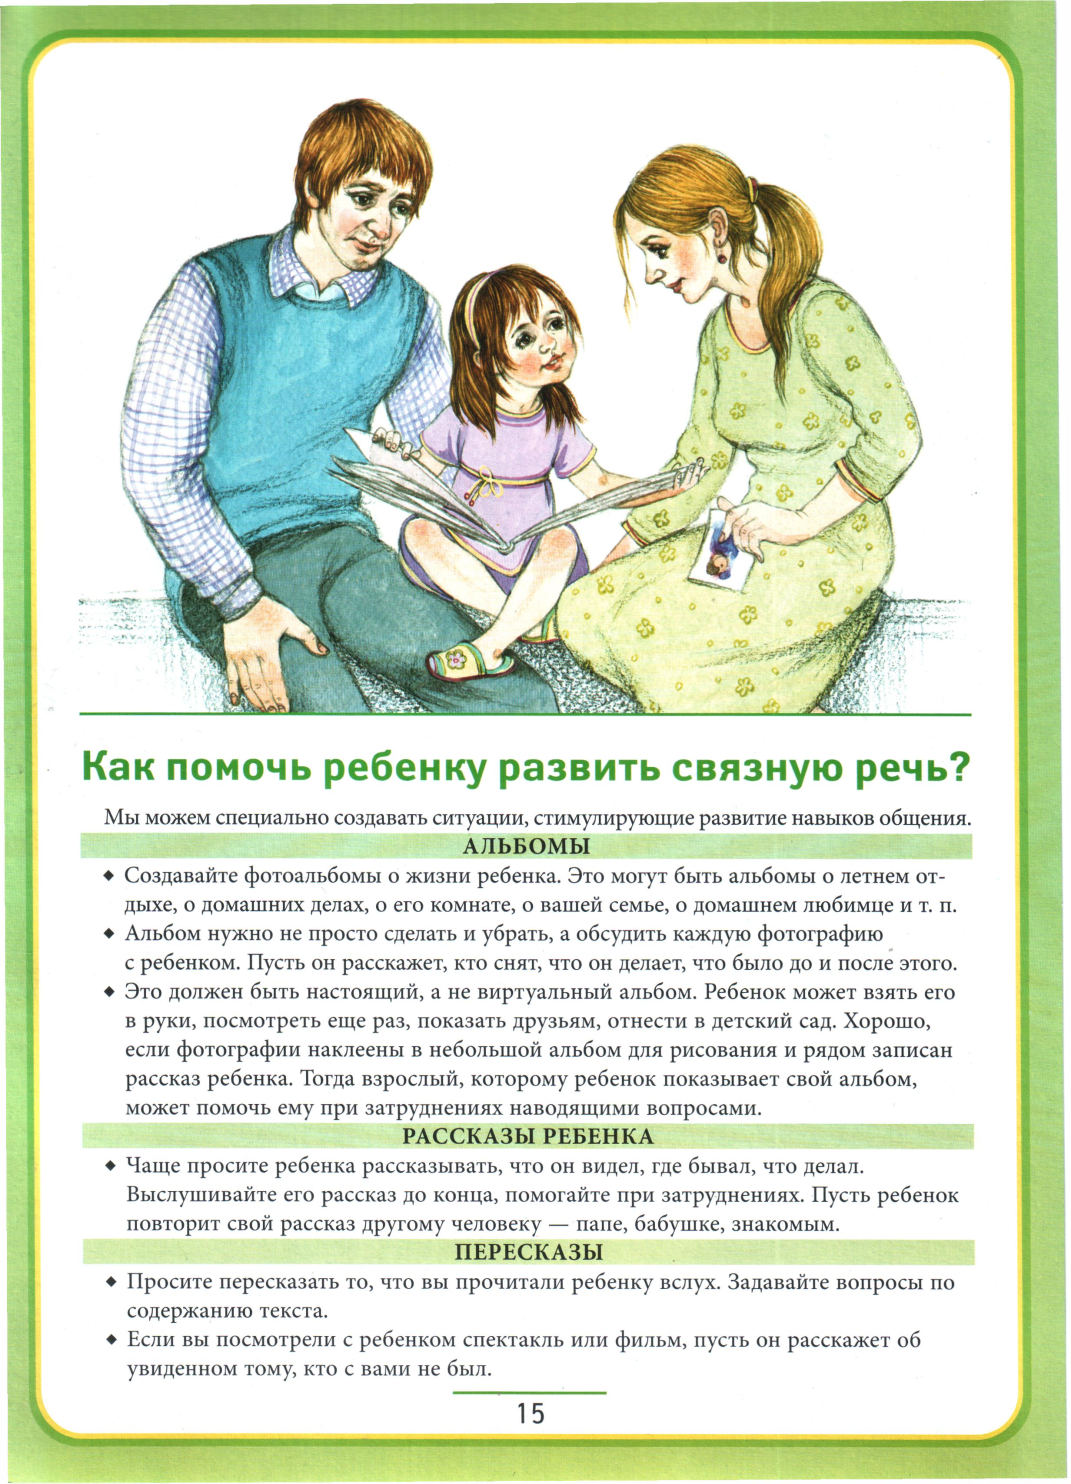 Как помочь ребенку развить связную речь?
Мы можем специально создавать ситуации, стимулирующие развитие навыков общения.
АЛЬБОМЫ
◆ Создавайте фотоальбомы о жизни ребенка. Это могут быть альбомы о летнем от-
дыхе, о домашних делах, о его комнате, о вашей семье, о домашнем любимце и т. п.
◆ Альбом нужно не просто сделать и убрать, а обсудить каждую фотографию
с ребенком. Пусть он расскажет, кто снят, что он делает, что было до и после этого.
◆ Это должен быть настоящий, а не виртуальный альбом. Ребенок может взять его
в руки, посмотреть еще раз, показать друзьям, отнести в детский сад. Хорошо,
если фотографии наклеены в небольшой альбом для рисования и рядом записан
рассказ ребенка. Тогда взрослый, которому ребенок показывает свой альбом,
может помочь ему при затруднениях наводящими вопросами.
РАССКАЗЫ РЕБЕНКА
◆ Чаще просите ребенка рассказывать, что он видел, где бывал, что делал.
Выслушивайте его рассказ до конца, помогайте при затруднениях. Пусть ребенок
повторит свой рассказ другому человеку — папе, бабушке, знакомым.
ПЕРЕСКАЗЫ
◆ Просите пересказать то, что вы прочитали ребенку вслух. Задавайте вопросы по
содержанию текста.
◆ Если вы посмотрели с ребенком спектакль или фильм, пусть он расскажет об
увиденном тому, кто с вами не был.
15